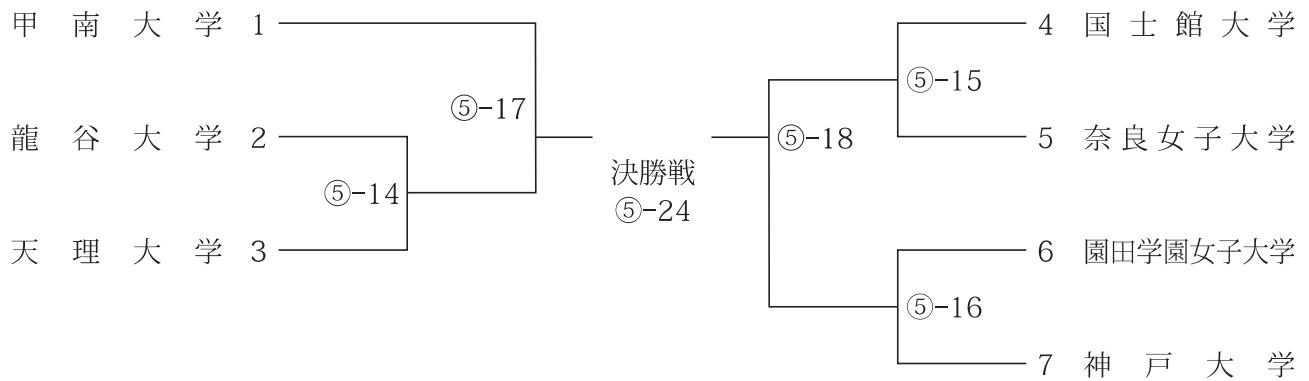 甲南大学 1
⑤-17
龍谷大学 2
⑤-14
天理大学 3
決勝戦
⑤-24
4 国士館大学
⑤-15
5 奈良女子大学
⑤-18
6 園田学園女子大学
⑤-16
7 神戸大学